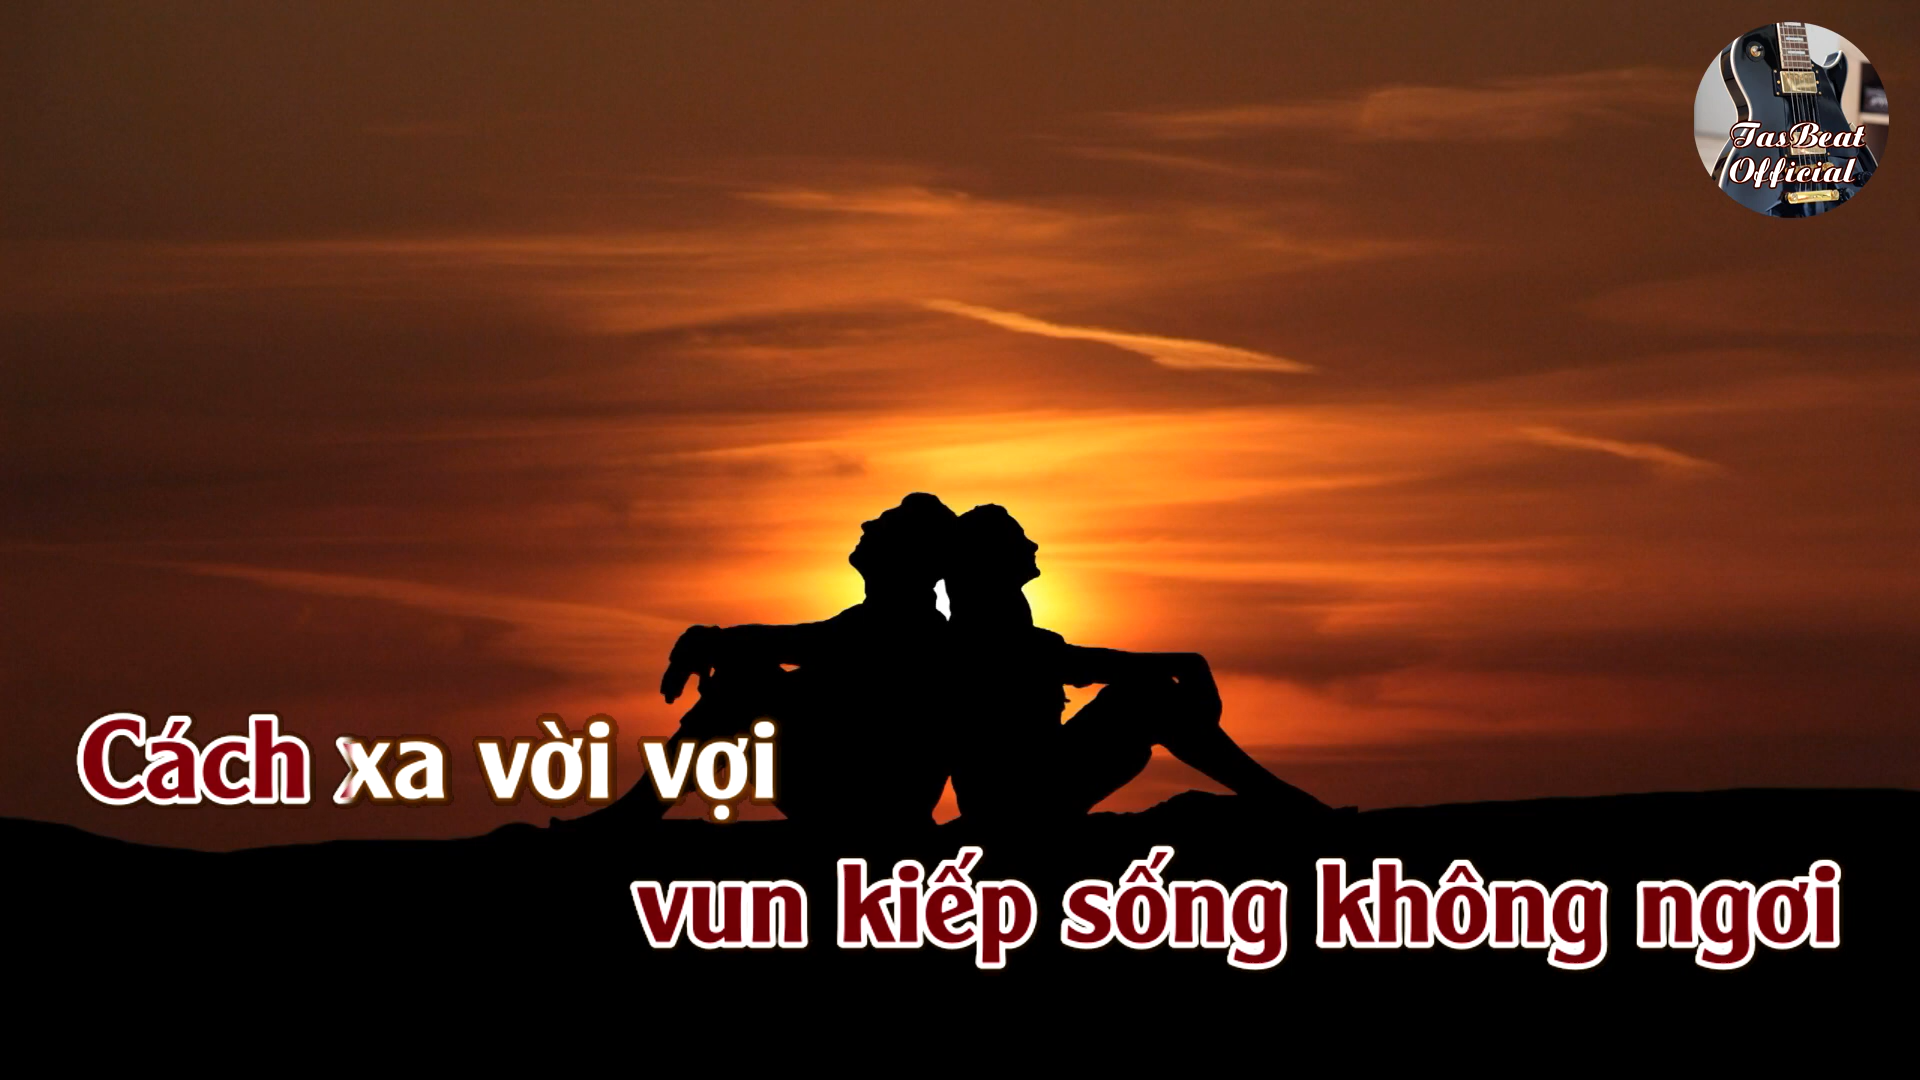 TasBeat
Official
Cách xa vời vợi
vun kiếp sống không ngơi